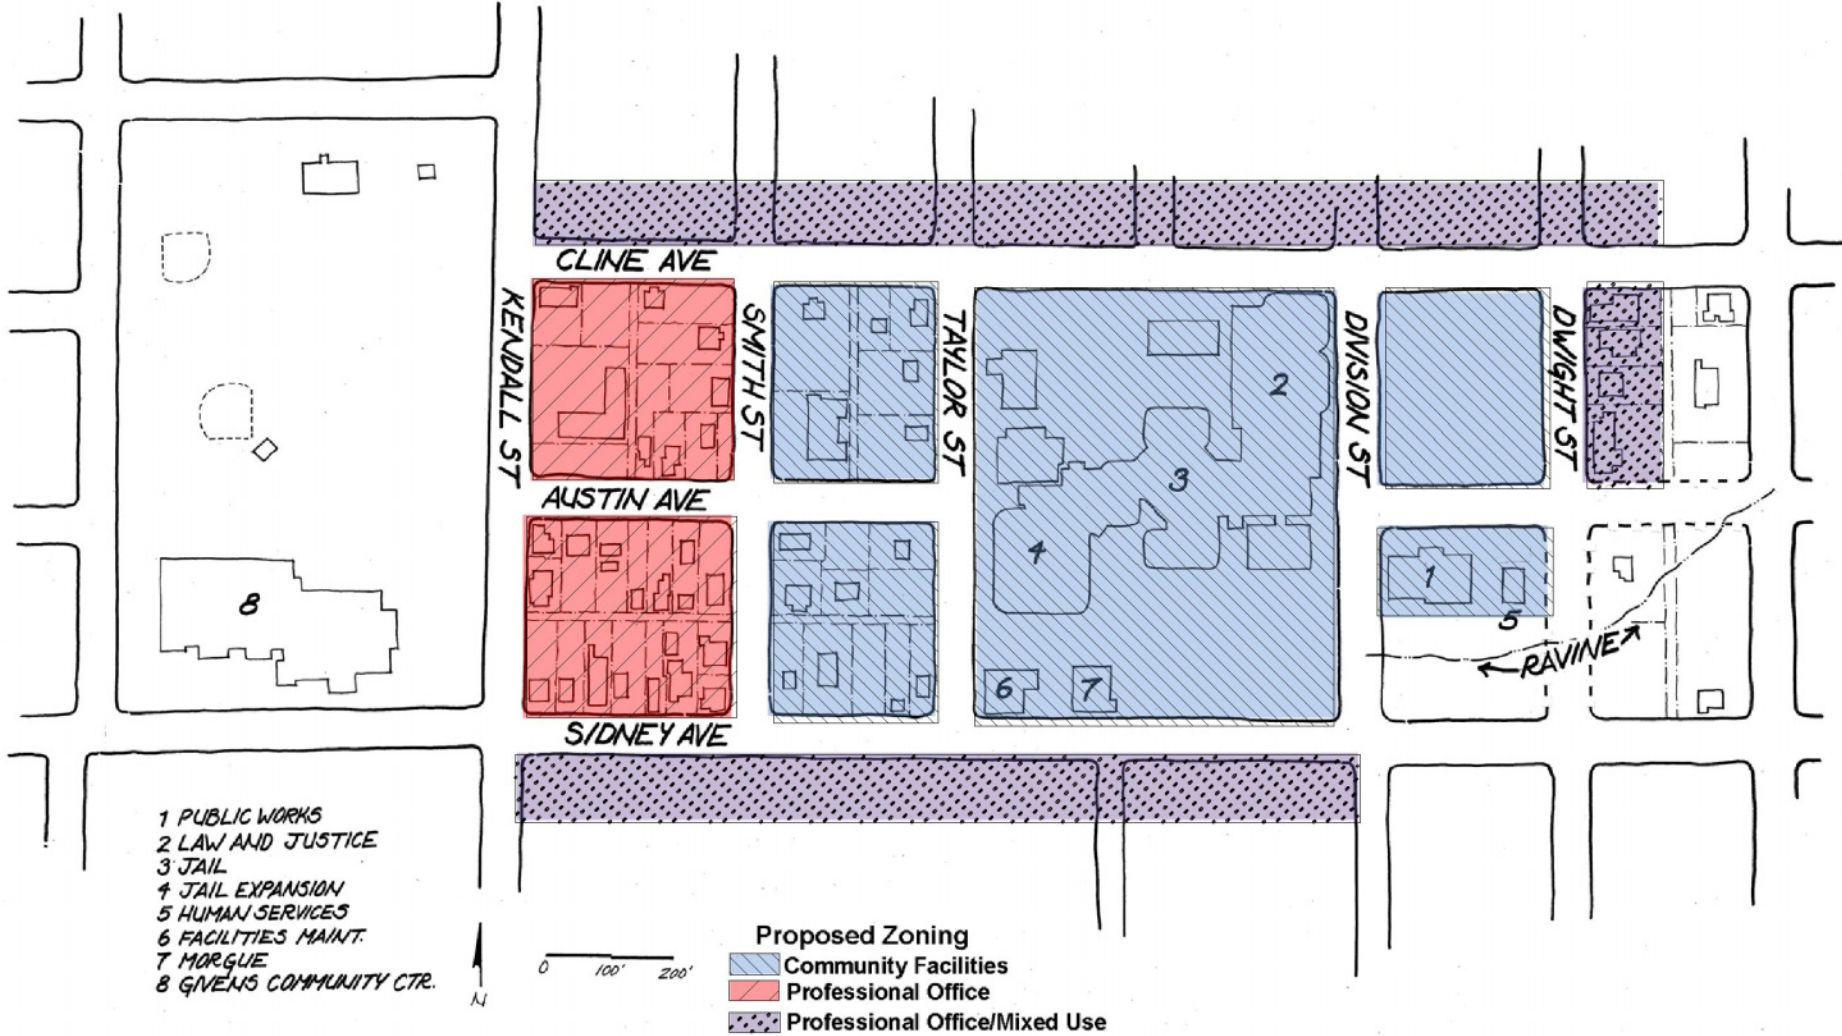 CLINE AVE
KENDALL ST
SMITH ST
TAYLOR ST
DIVISION ST
DWIGHT ST
2
3
AUSTIN AVE
4
1
8
5
RAVINE
6
7
SIDNEY AVE
1 PUBLIC WORKS
2 LAW AND JUSTICE
3 JAIL
4 JAIL EXPANSION
5 HUMAN SERVICES
6 FACILITIES MAINT.
7 MORGUE
8 GIVENS COMMUNITY CTR.
N
0 100' 200'
Proposed Zoning
Community Facilities
Professional Office
Professional Office/Mixed Use